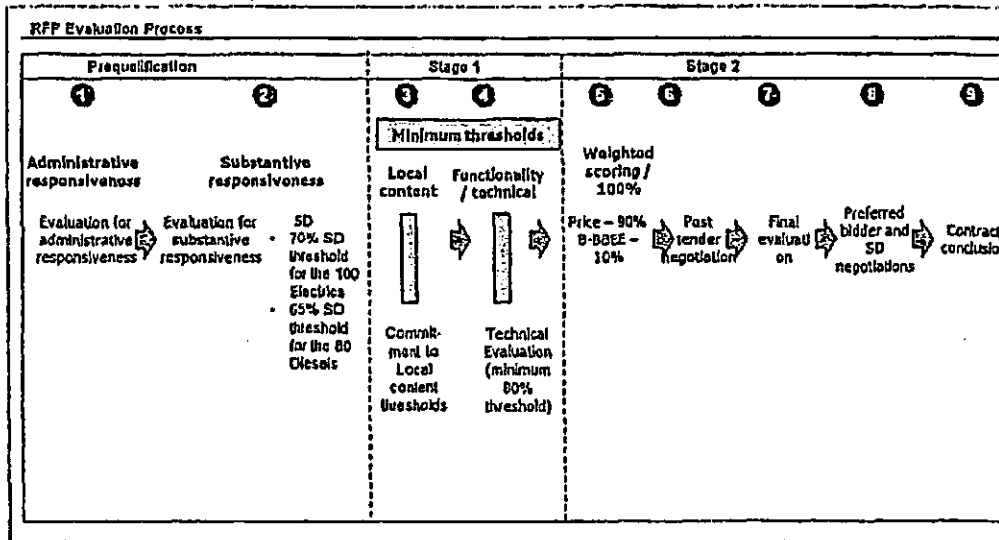 RFP Evaluation Process
Prequalification
Stage 1
Stage 2
1
2
3
4
5
6
7
8
9
Minimum thresholds
Administrative
responsiveness
Substantive
responsiveness
Local
content
Functionality
/ technical
Weighted
scoring /
100%
Evaluation for
administrative
responsiveness
Evaluation for
substantive
responsiveness
SD
• 70% SD
threshold
for the 100
Electrics
• 65% SD
threshold
for the 80
Diesels
Commit-
ment to
Local
content
thresholds
Technical
Evaluation
(minimum
80%
threshold)
Price – 90%
B-BBEE –
10%
Post
tender
negotiation
Final
evaluati
on
Preferred
bidder and
SD
negotiations
Contract
conclusion